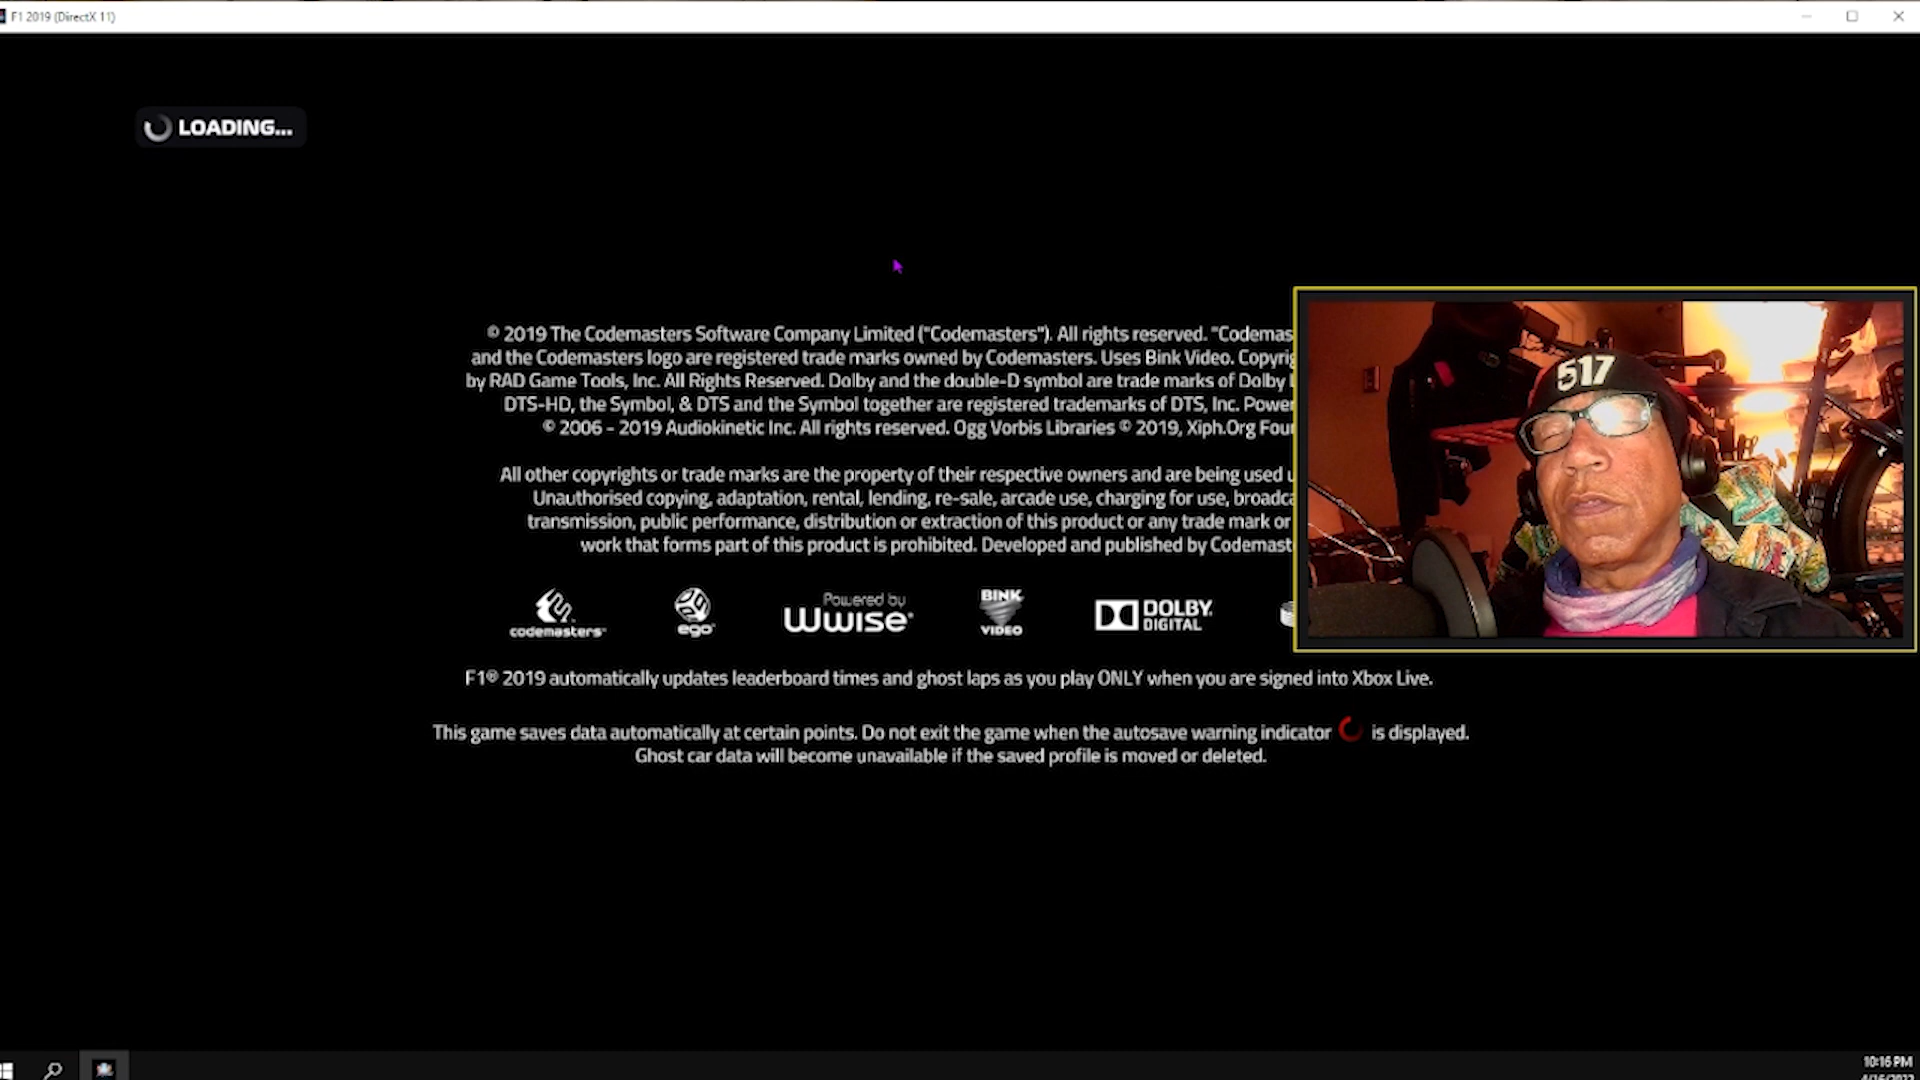 F1 2019 (DirectX 11)
LOADING...
© 2019 The Codemasters Software Company Limited ("Codemasters"). All rights reserved. "Codemas
and the Codemasters logo are registered trade marks owned by Codemasters. Uses Bink Video. Copyrig
by RAD Game Tools, Inc. All Rights Reserved. Dolby and the double-D symbol are trade marks of Dolby
DTS-HD, the Symbol, & DTS and the Symbol together are registered trademarks of DTS, Inc. Power
© 2006 - 2019 Audiokinetic Inc. All rights reserved. Ogg Vorbis Libraries © 2019, Xiph.Org Foun
517
All other copyrights or trade marks are the property of their respective owners and are being used u
Unauthorised copying, adaptation, rental, lending, re-sale, arcade use, charging for use, broadca
transmission, public performance, distribution or extraction of this product or any trade mark or
work that forms part of this product is prohibited. Developed and published by Codemast
codemasters
ego
Powered by
Wwise
BINK
VIDEO
DOLBY
DIGITAL
F1® 2019 automatically updates leaderboard times and ghost laps as you play ONLY when you are signed into Xbox Live.
This game saves data automatically at certain points. Do not exit the game when the autosave warning indicator is displayed.
Ghost car data will become unavailable if the saved profile is moved or deleted.
10:16 PM